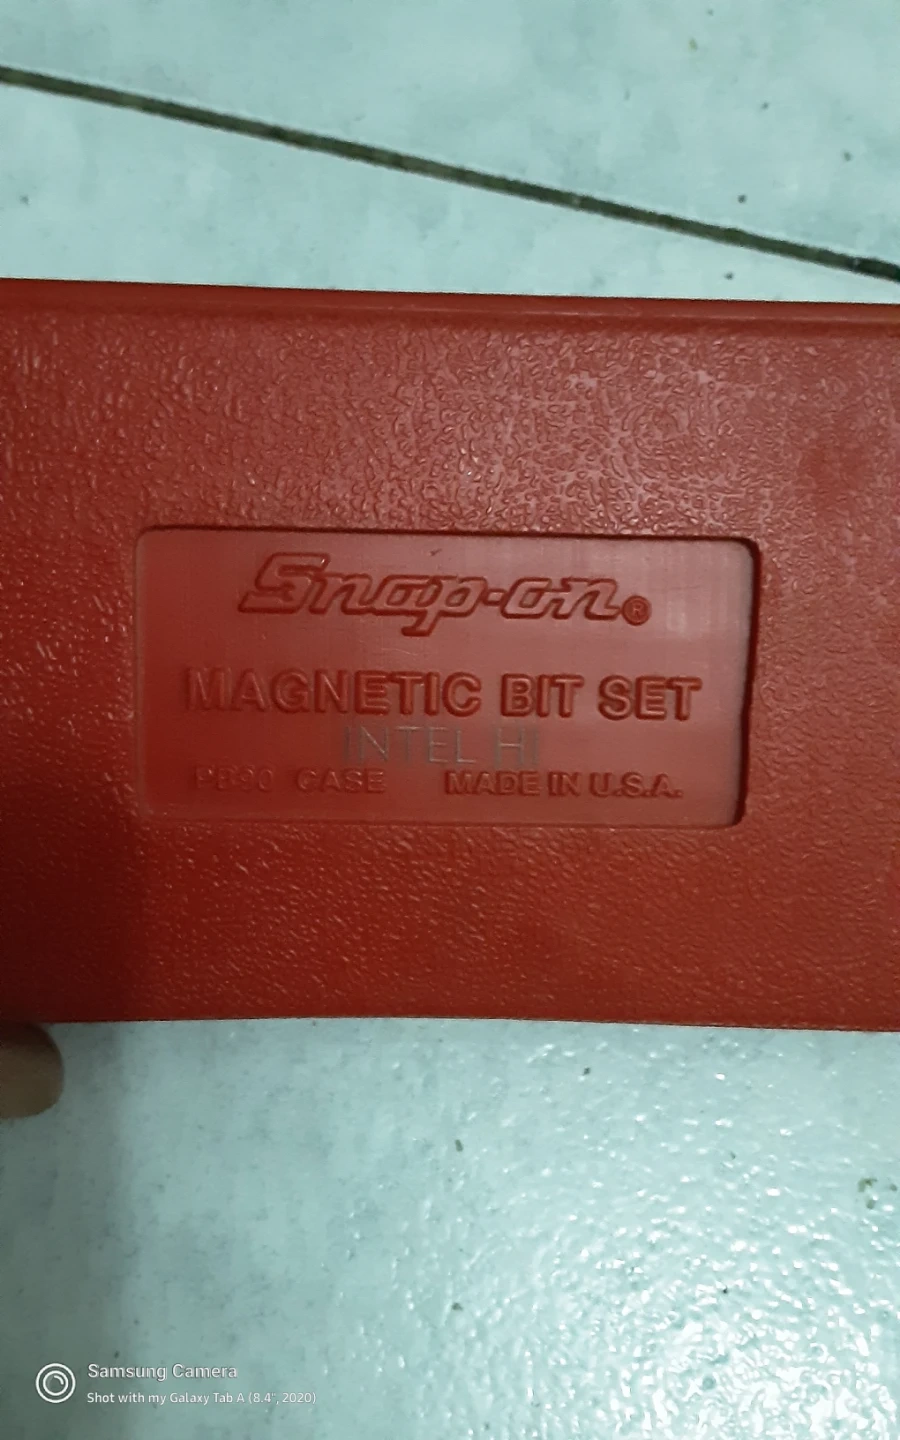 Snap-on®
MAGNETIC BIT SET
INTEL HI
PB90 CASE MADE IN U.S.A.
Samsung Camera
Shot with my Galaxy Tab A (8.4", 2020)